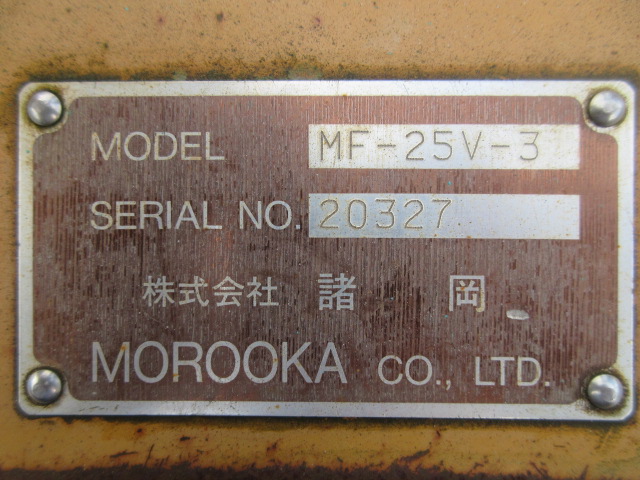 MODEL MF-25V-3
SERIAL NO. 20327
株式会社 諸 岡
MOROOKA CO., LTD.